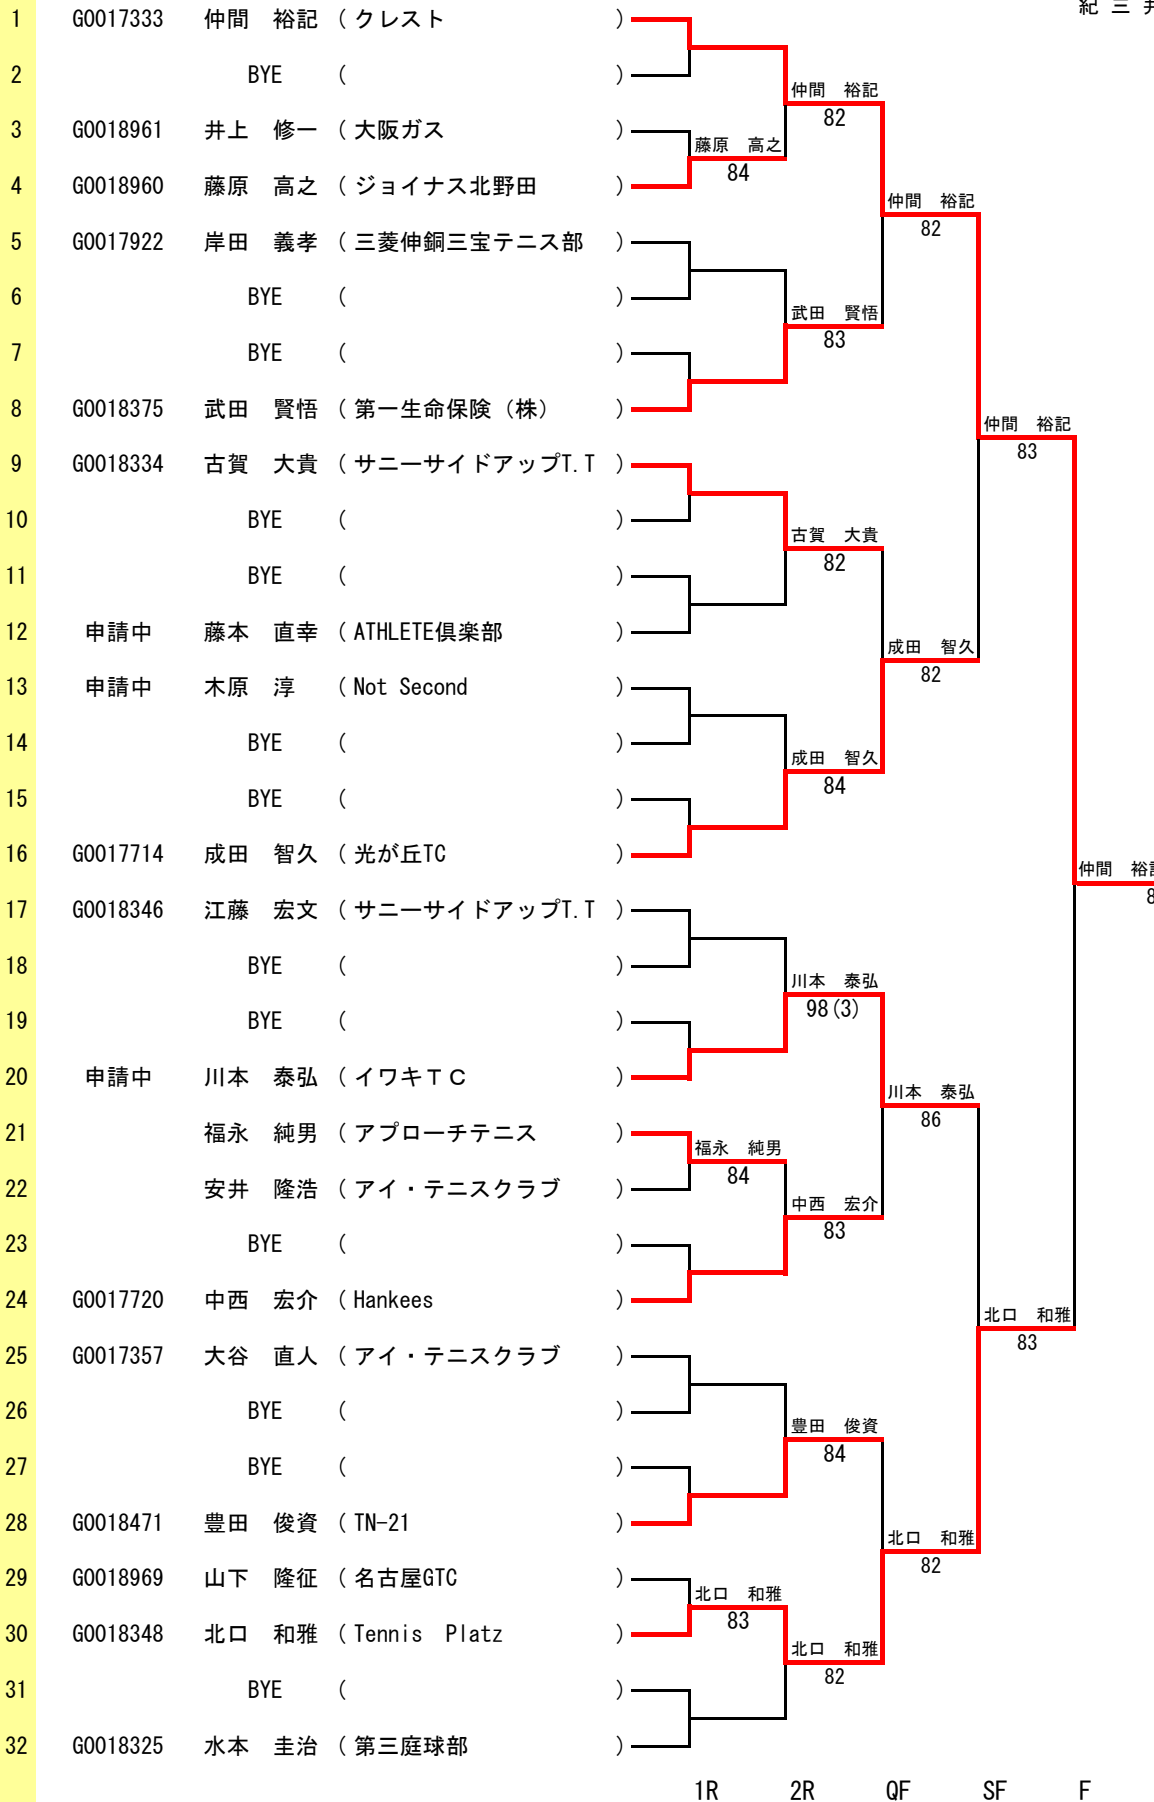 紀 三
1 G0017333 仲間 裕記 ( クレスト )
2 BYE ( )
仲間 裕記
82
3 G0018961 井上 修一 ( 大阪ガス )
藤原 高之
84
4 G0018960 藤原 高之 ( ジョイナス北野田 )
仲間 裕記
82
5 G0017922 岸田 義孝 ( 三菱伸銅三宝テニス部 )
6 BYE ( )
武田 賢悟
83
7 BYE ( )
8 G0018375 武田 賢悟 ( 第一生命保険（株） )
仲間 裕記
83
9 G0018334 古賀 大貴 ( サニーサイドアップT.T )
10 BYE ( )
古賀 大貴
82
11 BYE ( )
12 申請中 藤本 直幸 ( ATHLETE倶楽部 )
成田 智久
82
13 申請中 木原 淳 ( Not Second )
14 BYE ( )
成田 智久
84
15 BYE ( )
16 G0017714 成田 智久 ( 光が丘TC )
仲間 裕記
8
17 G0018346 江藤 宏文 ( サニーサイドアップT.T )
18 BYE ( )
川本 泰弘
98(3)
19 BYE ( )
20 申請中 川本 泰弘 ( イワキＴＣ )
川本 泰弘
86
21 福永 純男 ( アプローチテニス )
福永 純男
84
22 安井 隆浩 ( アイ・テニスクラブ )
中西 宏介
83
23 BYE ( )
24 G0017720 中西 宏介 ( Hankees )
北口 和雅
83
25 G0017357 大谷 直人 ( アイ・テニスクラブ )
26 BYE ( )
豊田 俊資
84
27 BYE ( )
28 G0018471 豊田 俊資 ( TN-21 )
北口 和雅
82
29 G0018969 山下 隆征 ( 名古屋GTC )
北口 和雅
83
30 G0018348 北口 和雅 ( Tennis Platz )
北口 和雅
82
31 BYE ( )
32 G0018325 水本 圭治 ( 第三庭球部 )
1R 2R QF SF F